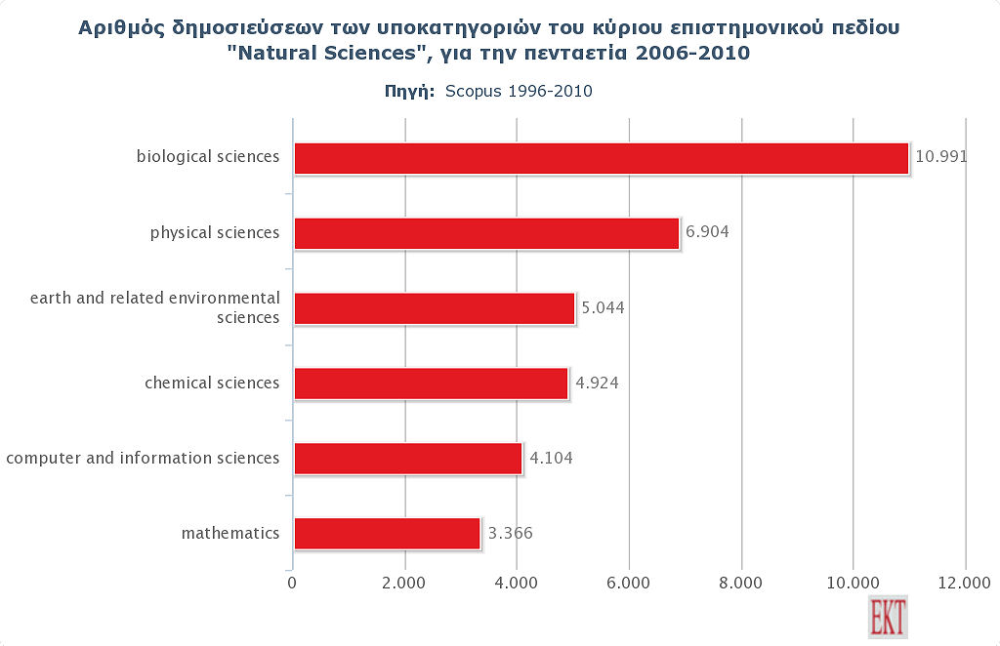 Αριθμός δημοσιεύσεων των υποκατηγοριών του κύριου επιστημονικού πεδίου
"Natural Sciences", για την πενταετία 2006-2010
Πηγή: Scopus 1996-2010
biological sciences 10.991
physical sciences 6.904
earth and related environmental
sciences 5.044
chemical sciences 4.924
computer and information sciences 4.104
mathematics 3.366
0 2.000 4.000 6.000 8.000 10.000 12.000
EKT